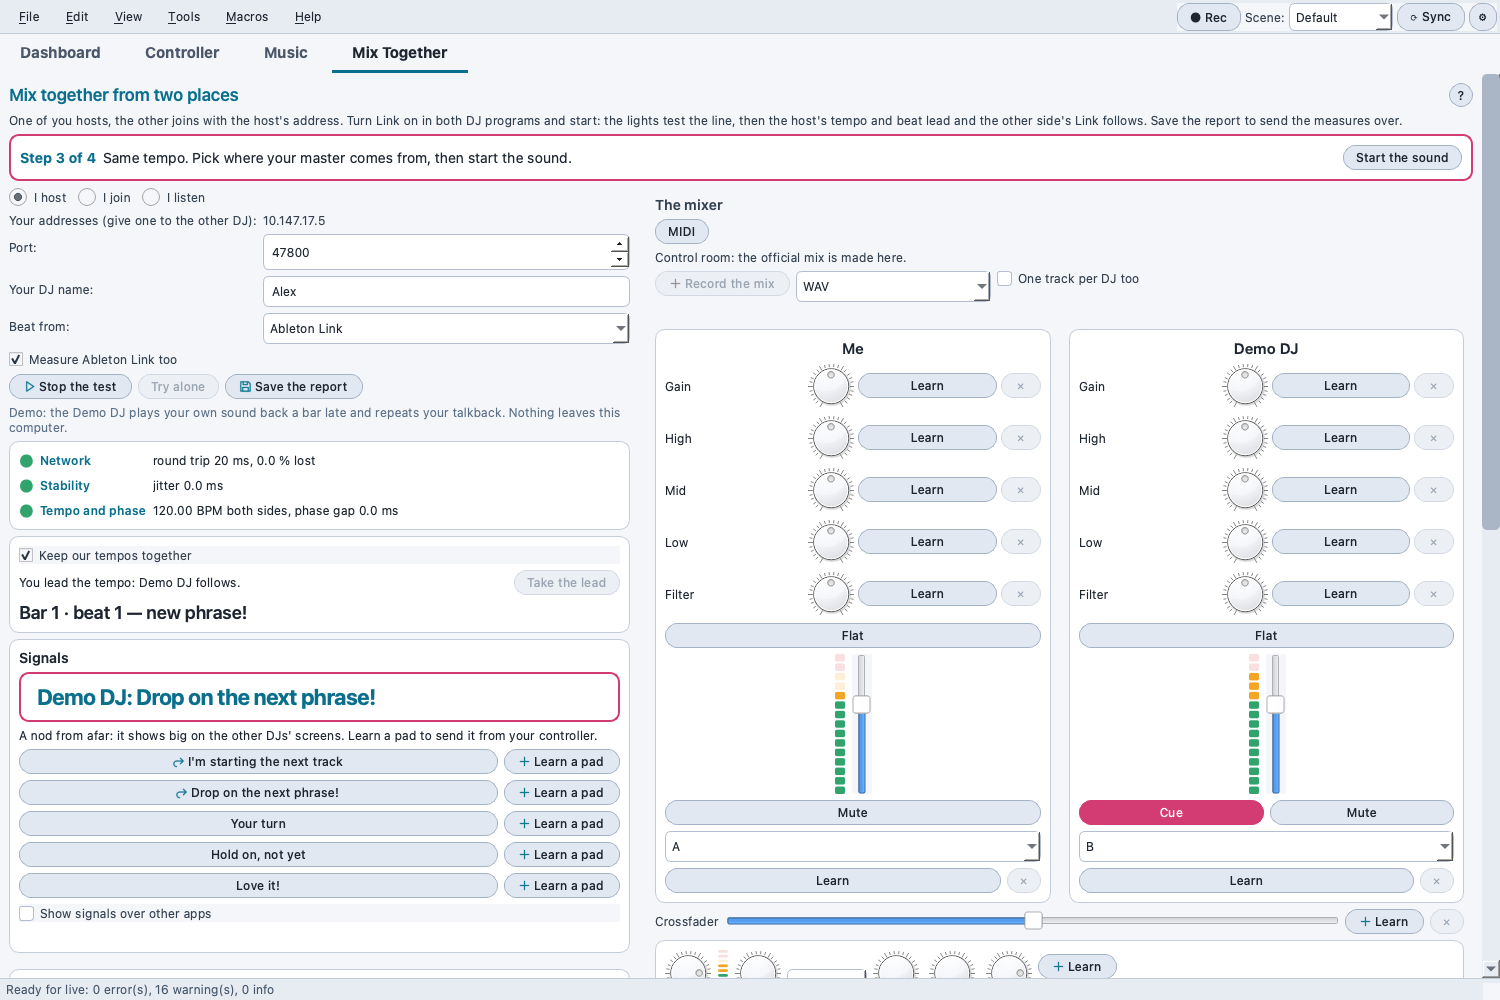 File Edit View Tools Macros Help
Rec Scene: Default Sync
Dashboard Controller Music Mix Together
Mix together from two places
?
One of you hosts, the other joins with the host's address. Turn Link on in both DJ programs and start: the lights test the line, then the host's tempo and beat lead and the other side's Link follows. Save the report to send the measures over.
Step 3 of 4 Same tempo. Pick where your master comes from, then start the sound.
Start the sound
I host I join I listen
Your addresses (give one to the other DJ): 10.147.17.5
Port: 47800
Your DJ name: Alex
Beat from: Ableton Link
Measure Ableton Link too
Stop the test Try alone Save the report
Demo: the Demo DJ plays your own sound back a bar late and repeats your talkback. Nothing leaves this
computer.
Network round trip 20 ms, 0.0 % lost
Stability jitter 0.0 ms
Tempo and phase 120.00 BPM both sides, phase gap 0.0 ms
Keep our tempos together
You lead the tempo: Demo DJ follows. Take the lead
Bar 1 · beat 1 — new phrase!
Signals
Demo DJ: Drop on the next phrase!
A nod from afar: it shows big on the other DJs' screens. Learn a pad to send it from your controller.
I'm starting the next track + Learn a pad
Drop on the next phrase! + Learn a pad
Your turn + Learn a pad
Hold on, not yet + Learn a pad
Love it! + Learn a pad
Show signals over other apps
The mixer
MIDI
Control room: the official mix is made here.
+ Record the mix WAV One track per DJ too
Me
Gain Learn ×
High Learn ×
Mid Learn ×
Low Learn ×
Filter Learn ×
Flat
Mute
A
Learn ×
Demo DJ
Gain Learn ×
High Learn ×
Mid Learn ×
Low Learn ×
Filter Learn ×
Flat
Cue Mute
B
Learn ×
Crossfader + Learn ×
+ Learn
Ready for live: 0 error(s), 16 warning(s), 0 info